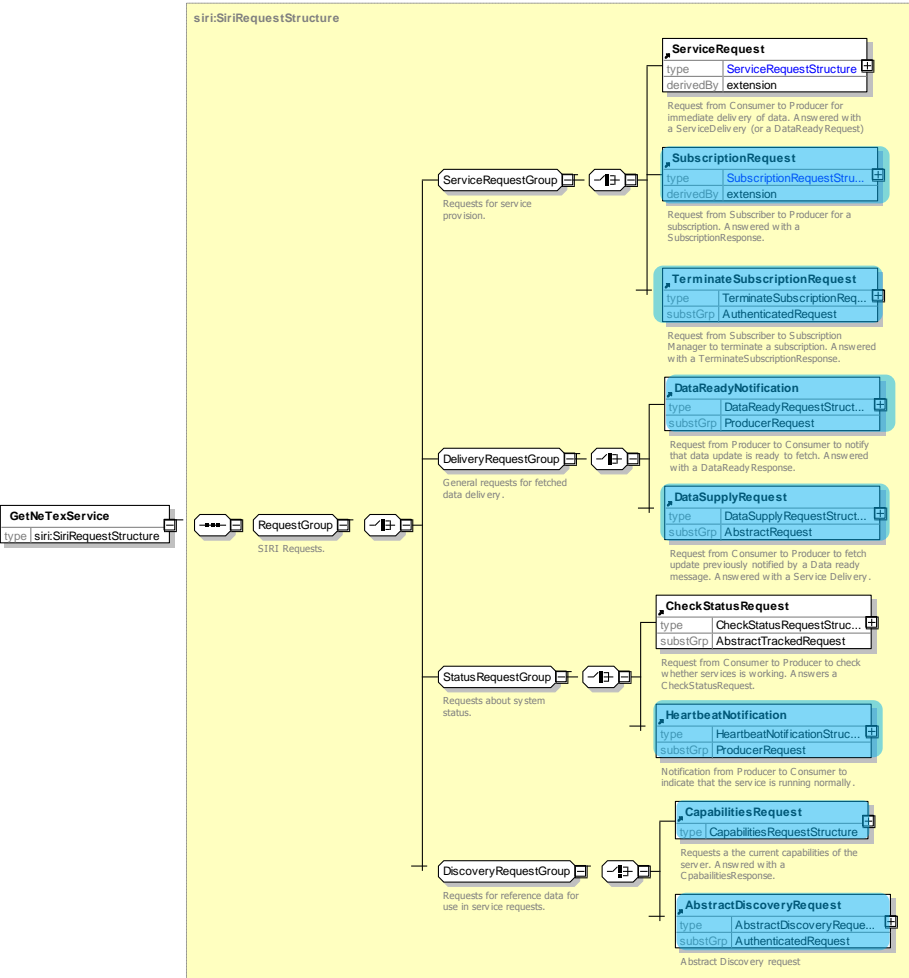 siri:SiriRequestStructure
ServiceRequest
type ServiceRequestStructure
derivedBy extension
Request from Consumer to Producer for
immediate delivery of data. Answered with
a ServiceDelivery (or a DataReadyRequest)
SubscriptionRequest
type SubscriptionRequestStru...
derivedBy extension
Request from Subscriber to Producer for a
subscription. Answered with a
SubscriptionResponse.
ServiceRequestGroup
Requests for service
provision.
TerminateSubscriptionRequest
type TerminateSubscriptionReq...
substGrp AuthenticatedRequest
Request from Subscriber to Subscription
Manager to terminate a subscription. Answered
with a TerminateSubscriptionResponse.
DataReadyNotification
type DataReadyRequestStruct...
substGrp ProducerRequest
Request from Producer to Consumer to notify
that data update is ready to fetch. Answered
with a DataReadyResponse.
DeliveryRequestGroup
General requests for fetched
data delivery.
DataSupplyRequest
type DataSupplyRequestStruct...
substGrp AbstractRequest
Request from Consumer to Producer to fetch
update previously notified by a Data ready
message. Answered with a Service Delivery.
GetNeTexService
type siri:SiriRequestStructure
RequestGroup
SIRI Requests.
CheckStatusRequest
type CheckStatusRequestStruc...
substGrp AbstractTrackedRequest
Request from Consumer to Producer to check
whether services is working. Answers a
CheckStatusRequest.
StatusRequestGroup
Requests about system
status.
HeartbeatNotification
type HeartbeatNotificationStruc...
substGrp ProducerRequest
Notification from Producer to Consumer to
indicate that the service is running normally.
CapabilitiesRequest
type CapabilitiesRequestStructure
Requests a the current capabilities of the
server. Answred with a
CpabailitiesResponse.
DiscoveryRequestGroup
Requests for reference data for
use in service requests.
AbstractDiscoveryRequest
type AbstractDiscoveryReque...
substGrp AuthenticatedRequest
Abstract Discovery request